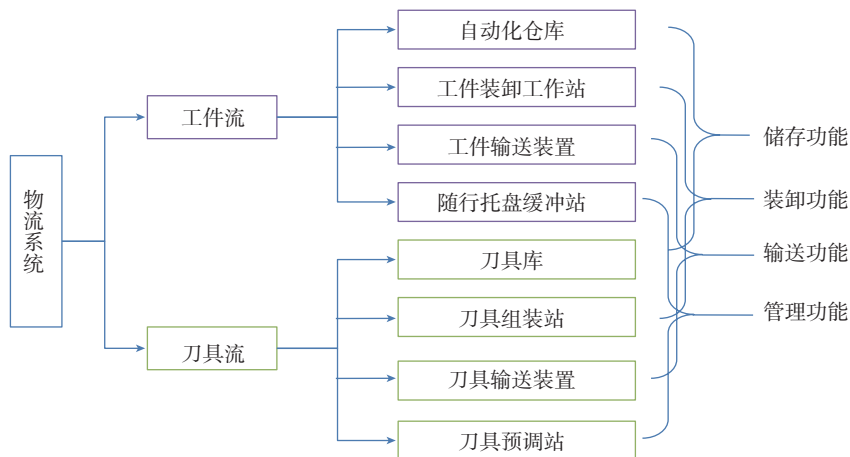 物流系统
工件流
刀具流
自动化仓库
工件装卸工作站
工件输送装置
随行托盘缓冲站
刀具库
刀具组装站
刀具输送装置
刀具预调站
储存功能
装卸功能
输送功能
管理功能